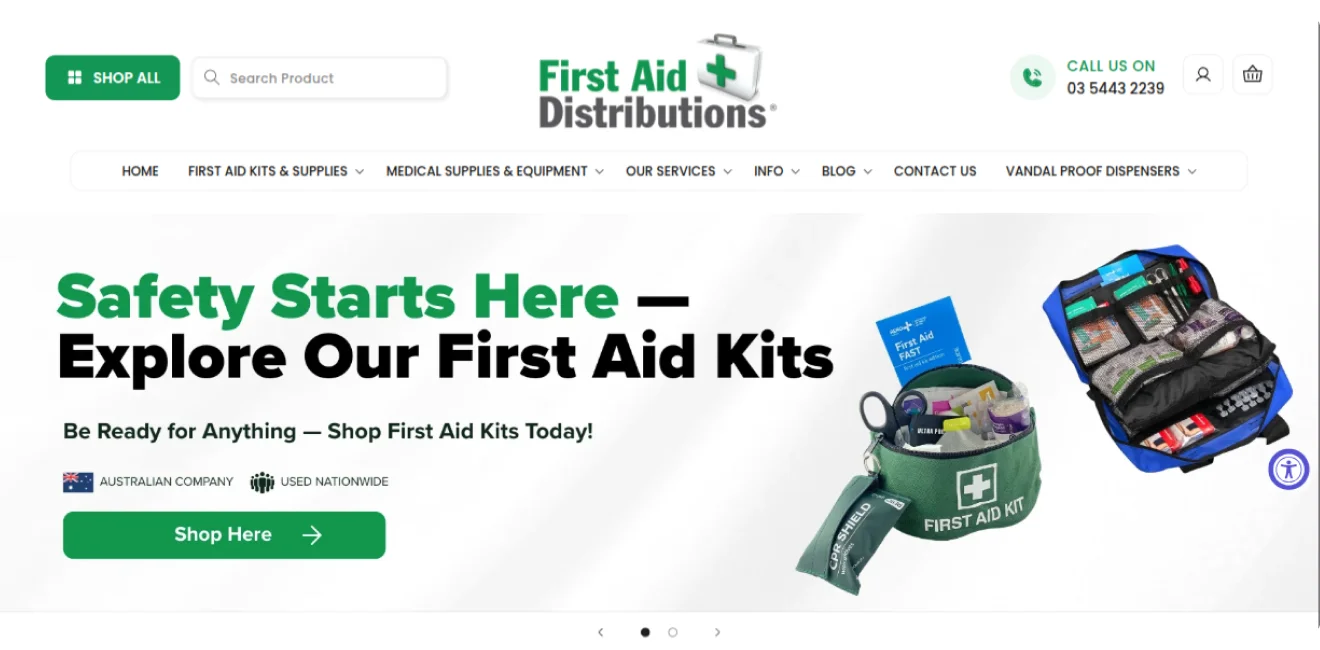 SHOP ALL
Search Product
First Aid
Distributions®
CALL US ON
03 5443 2239
HOME
FIRST AID KITS & SUPPLIES
MEDICAL SUPPLIES & EQUIPMENT
OUR SERVICES
INFO
BLOG
CONTACT US
VANDAL PROOF DISPENSERS
Safety Starts Here —
Explore Our First Aid Kits
Be Ready for Anything — Shop First Aid Kits Today!
AUSTRALIAN COMPANY
USED NATIONWIDE
Shop Here
First Aid
FAST
FIRST AID KIT
CPR SHIELD